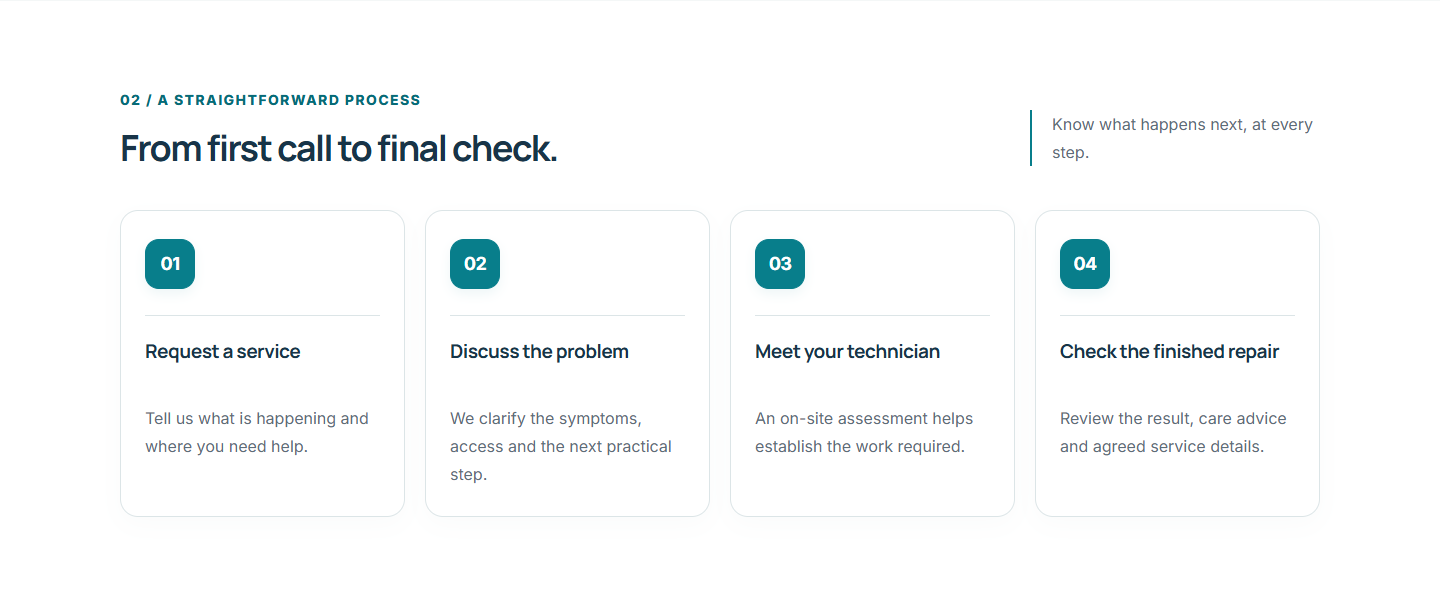 02 / A STRAIGHTFORWARD PROCESS
From first call to final check.
Know what happens next, at every
step.
01
Request a service
Tell us what is happening and
where you need help.
02
Discuss the problem
We clarify the symptoms,
access and the next practical
step.
03
Meet your technician
An on-site assessment helps
establish the work required.
04
Check the finished repair
Review the result, care advice
and agreed service details.